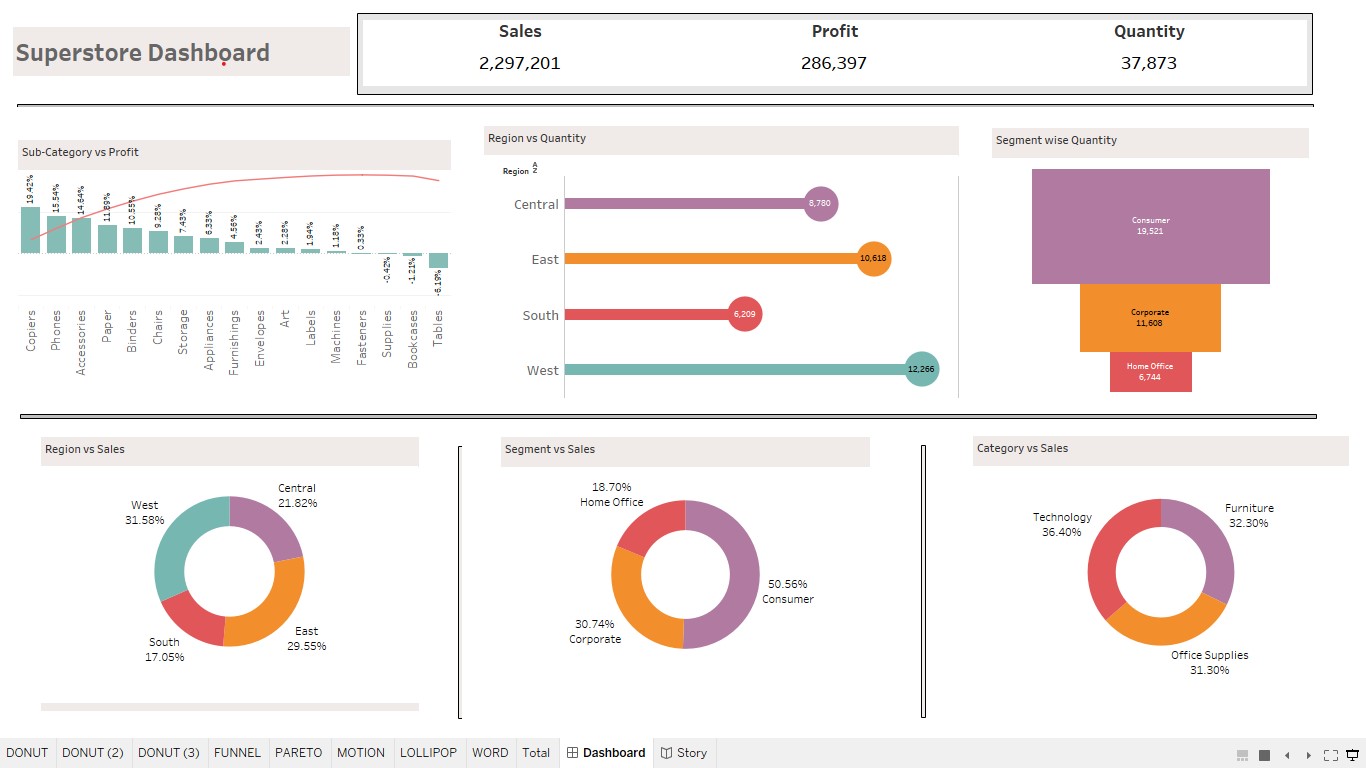 Superstore Dashboard
Sales
2,297,201
Profit
286,397
Quantity
37,873
Sub-Category vs Profit
19.42%
15.54%
14.64%
11.89%
10.55%
9.28%
7.43%
6.33%
4.56%
2.43%
2.28%
1.94%
1.18%
0.33%
-0.42%
-1.21%
-6.19%
Copiers
Phones
Accessories
Paper
Binders
Chairs
Storage
Appliances
Furnishings
Envelopes
Art
Labels
Machines
Fasteners
Supplies
Bookcases
Tables
Region vs Quantity
Region
Central
8,780
East
10,618
South
6,209
West
12,266
Segment wise Quantity
Consumer
19,521
Corporate
11,608
Home Office
6,744
Region vs Sales
West
31.58%
Central
21.82%
South
17.05%
East
29.55%
Segment vs Sales
18.70%
Home Office
50.56%
Consumer
30.74%
Corporate
Category vs Sales
Technology
36.40%
Furniture
32.30%
Office Supplies
31.30%
DONUT DONUT (2) DONUT (3) FUNNEL PARETO MOTION LOLLIPOP WORD Total Dashboard Story